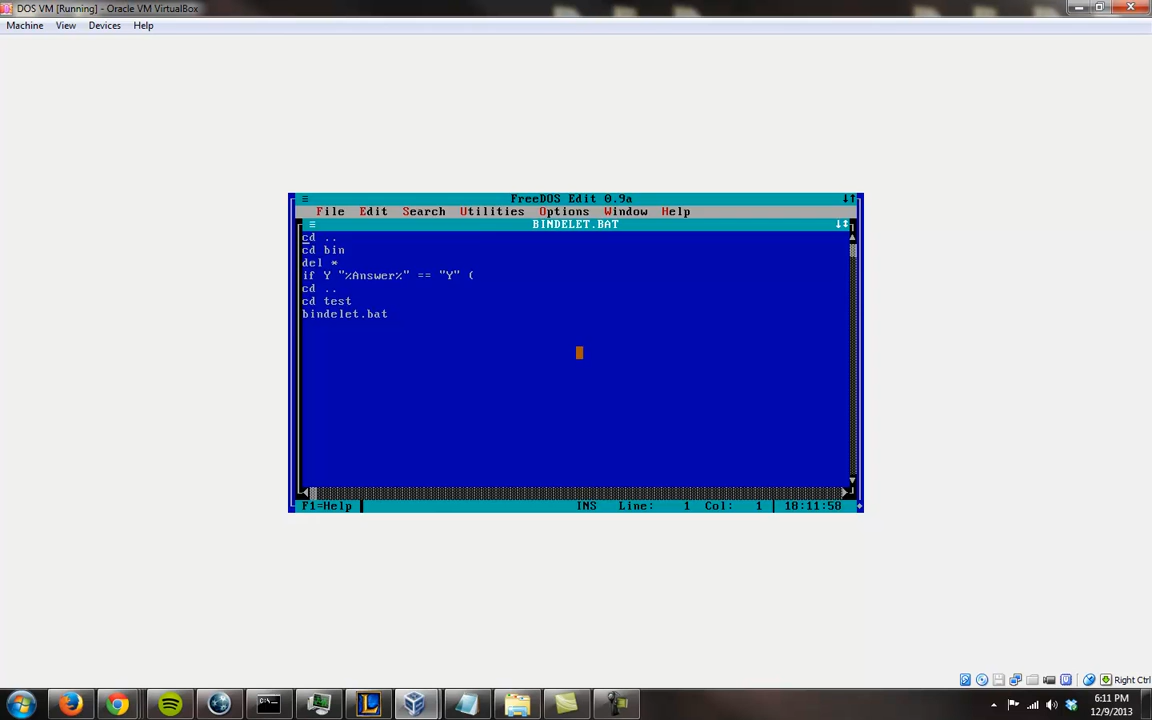 DOS VM [Running] - Oracle VM VirtualBox
Machine View Devices Help
FreeDOS Edit 0.9a
File Edit Search Utilities Options Window Help
BINDELET.BAT
cd ..
cd bin
del *
if Y "%Answer%" == "Y" (
cd ..
cd test
bindelet.bat
F1=Help INS Line: 1 Col: 1 18:11:58
Right Ctrl
6:11 PM
12/9/2013